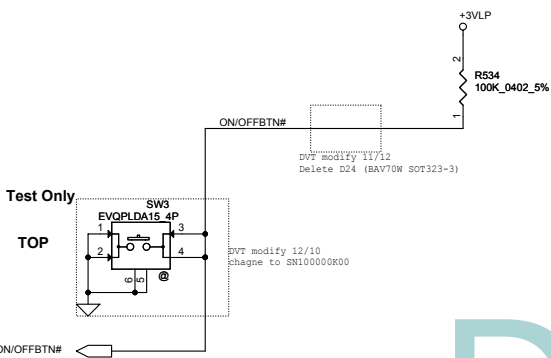 +3VLP
2
R534
100K_0402_5%
1
ON/OFFBTN#
DVT modify 11/12
Delete D24 (BAV70W SOT323-3)
Test Only
SW3
EVQPLDA15_4P
1
3
TOP
2
4
DVT modify 12/10
chagne to SN100000K00
6
5
@
ON/OFFBTN#
D